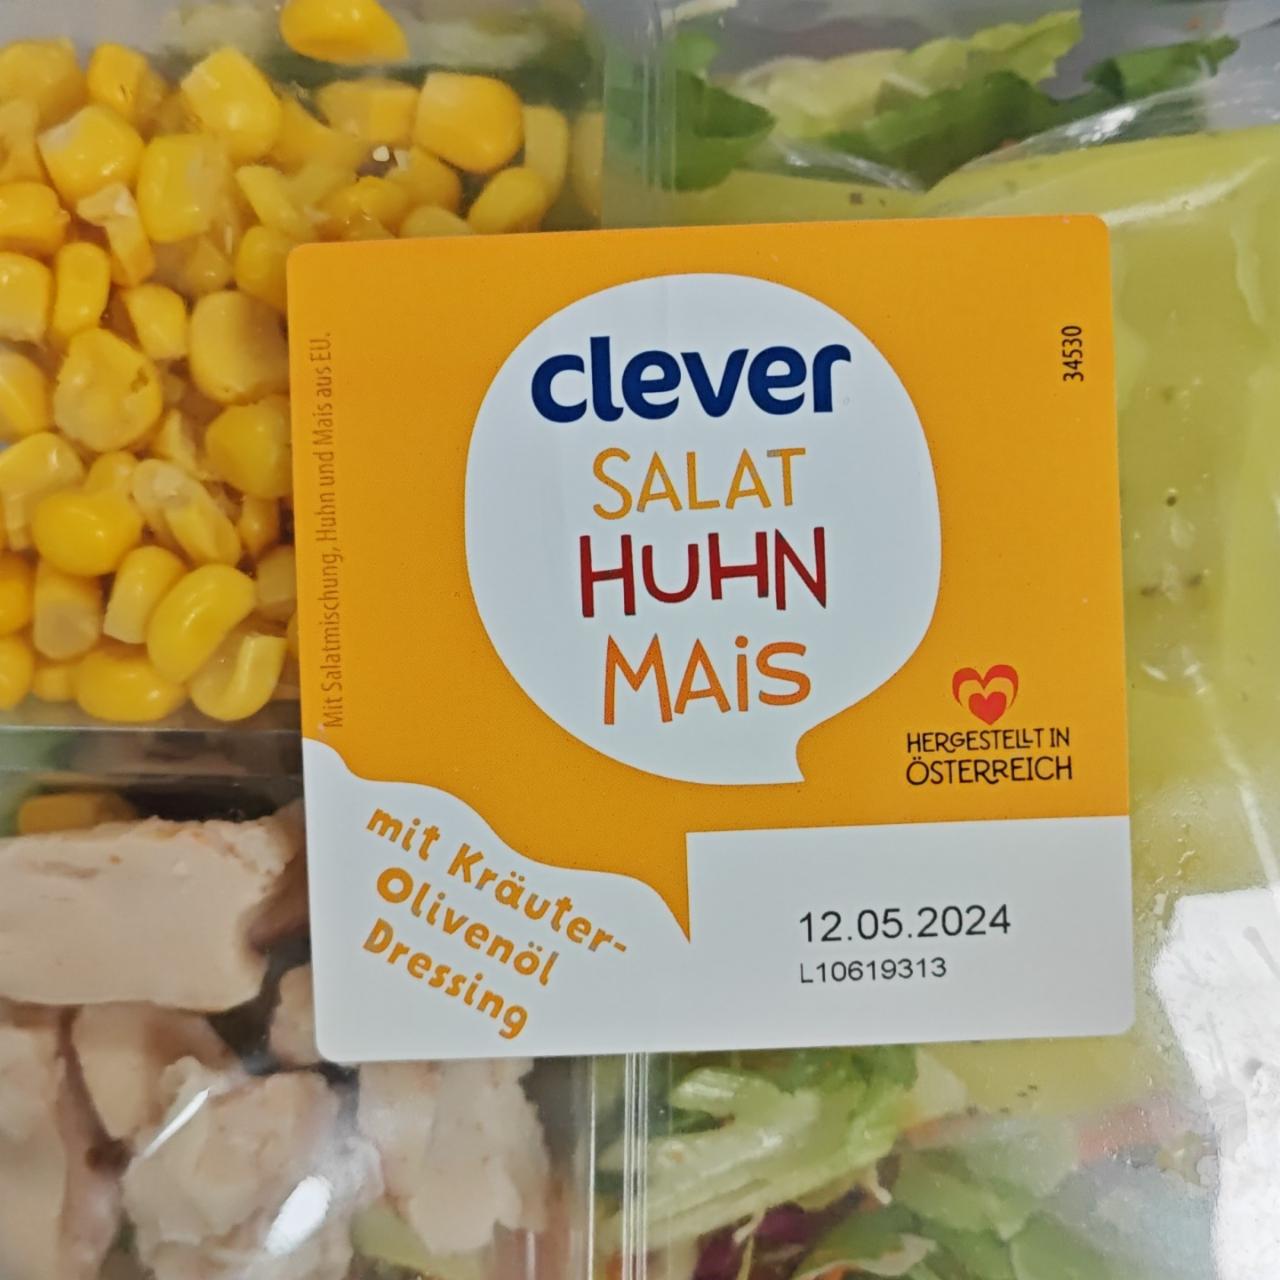 clever
SALAT
HUHN
MAiS
34530
Mit Salatmischung, Huhn und Mais aus EU.
HERGESTELLT IN
ÖSTERREICH
mit Kräuter-
Olivenöl
Dressing
12.05.2024
L10619313